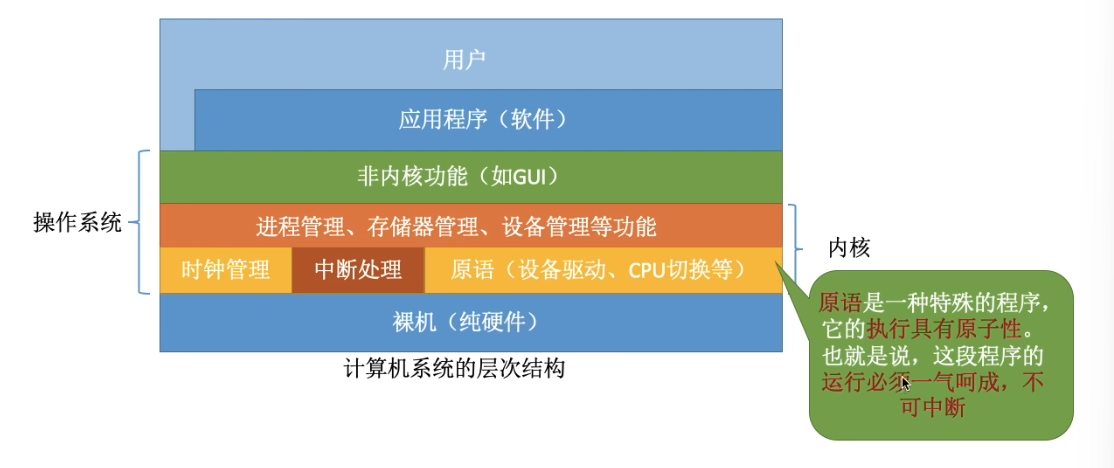 用户
应用程序（软件）
非内核功能（如GUI）
操作系统
进程管理、存储器管理、设备管理等功能
内核
时钟管理
中断处理
原语（设备驱动、CPU切换等）
裸机（纯硬件）
计算机系统的层次结构
原语是一种特殊的程序，
它的执行具有原子性。
也就是说，这段程序的
运行必须一气呵成，不
可中断